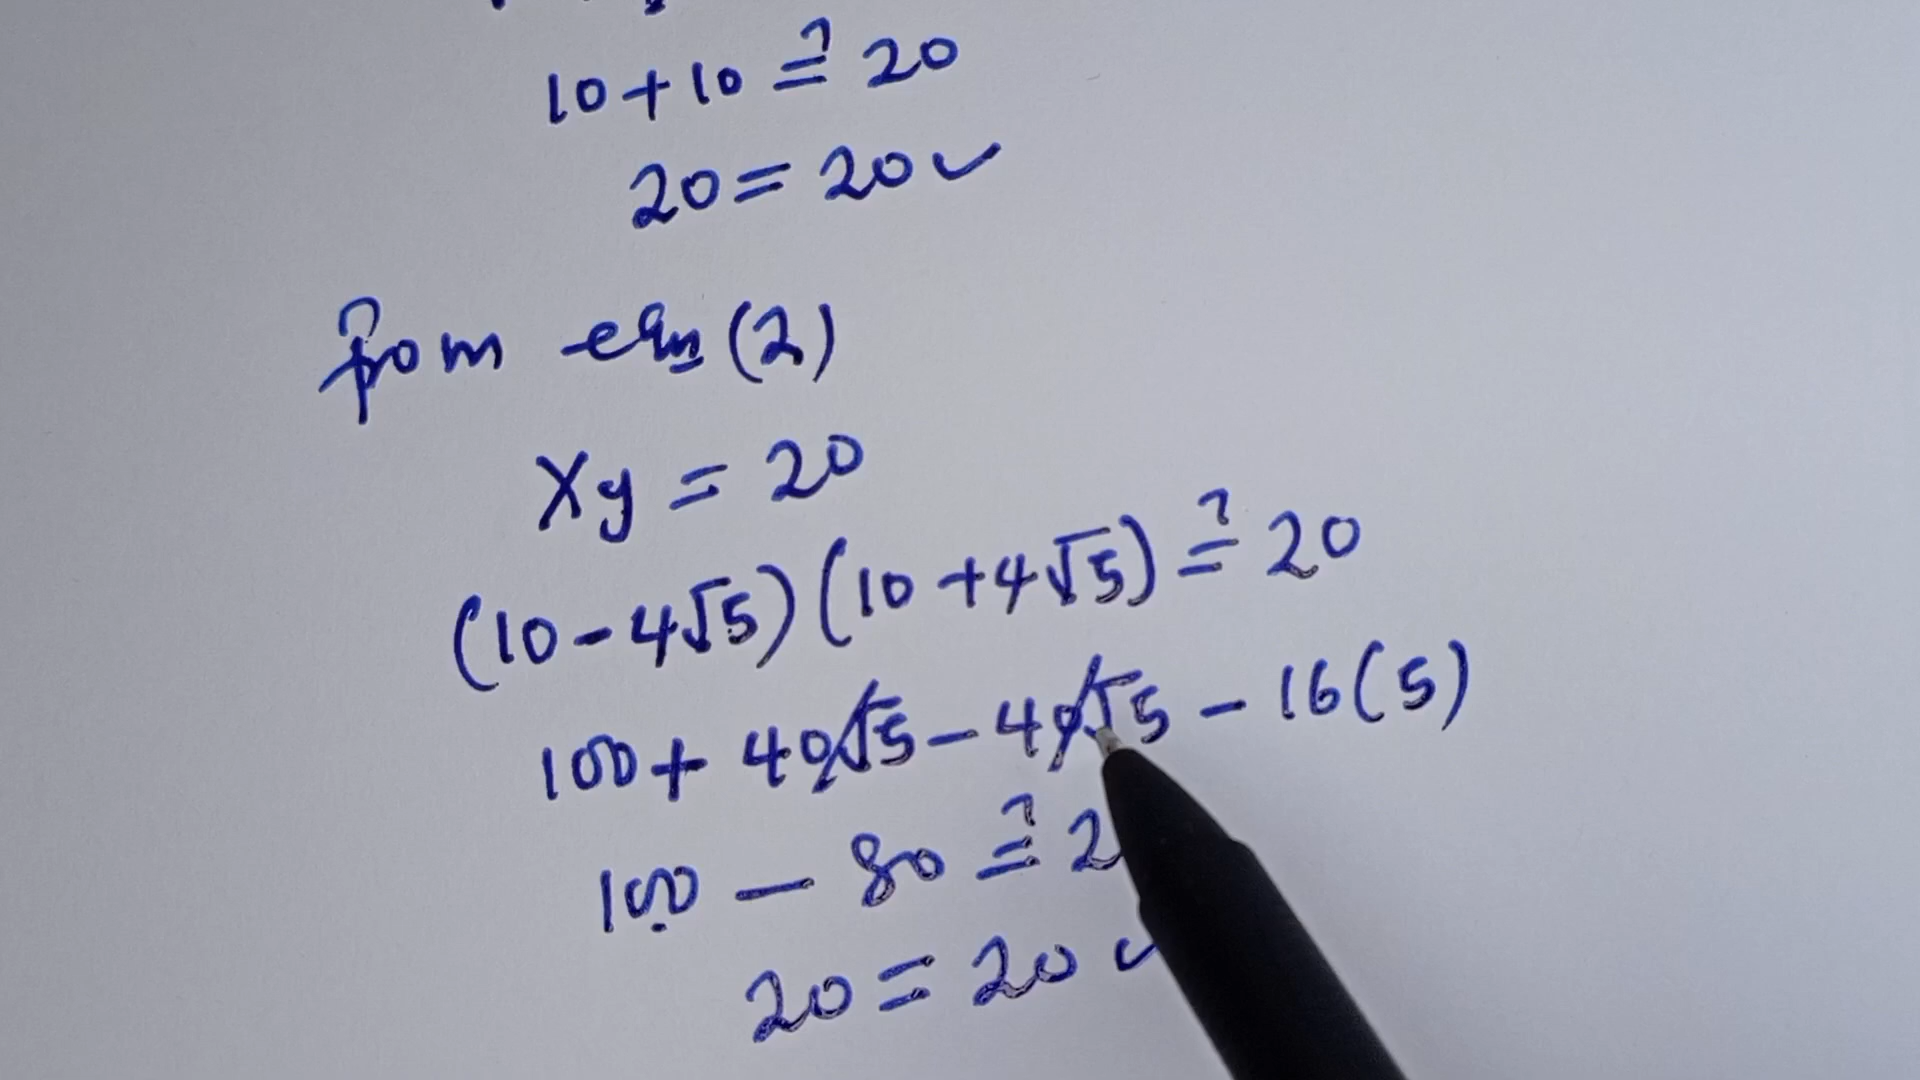 10 + 10 ≟ 20
20 = 20 ✓
from eqn (2)
xy = 20
(10 - 4√5)(10 + 4√5) ≟ 20
100 + 40√5 - 40√5 - 16(5)
100 - 80 ≟ 2
20 = 20 ✓